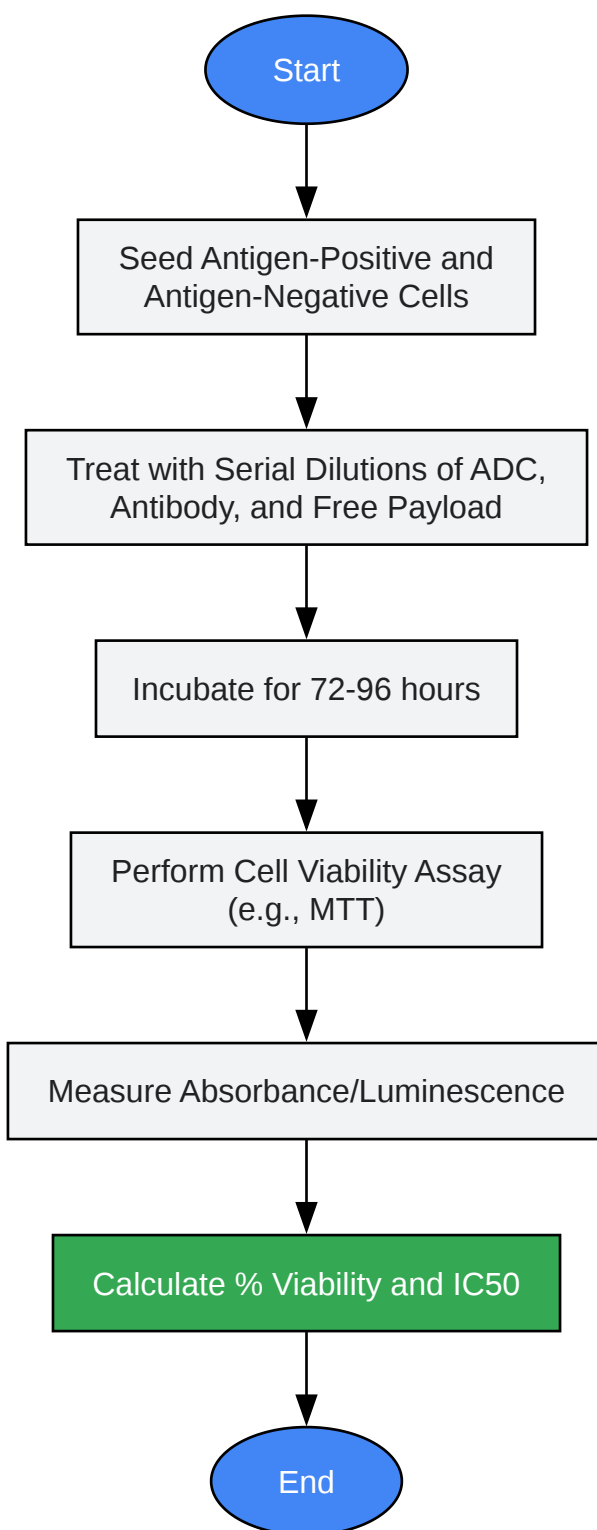 Start
Seed Antigen-Positive and
Antigen-Negative Cells
Treat with Serial Dilutions of ADC,
Antibody, and Free Payload
Incubate for 72-96 hours
Perform Cell Viability Assay
(e.g., MTT)
Measure Absorbance/Luminescence
Calculate % Viability and IC50
End